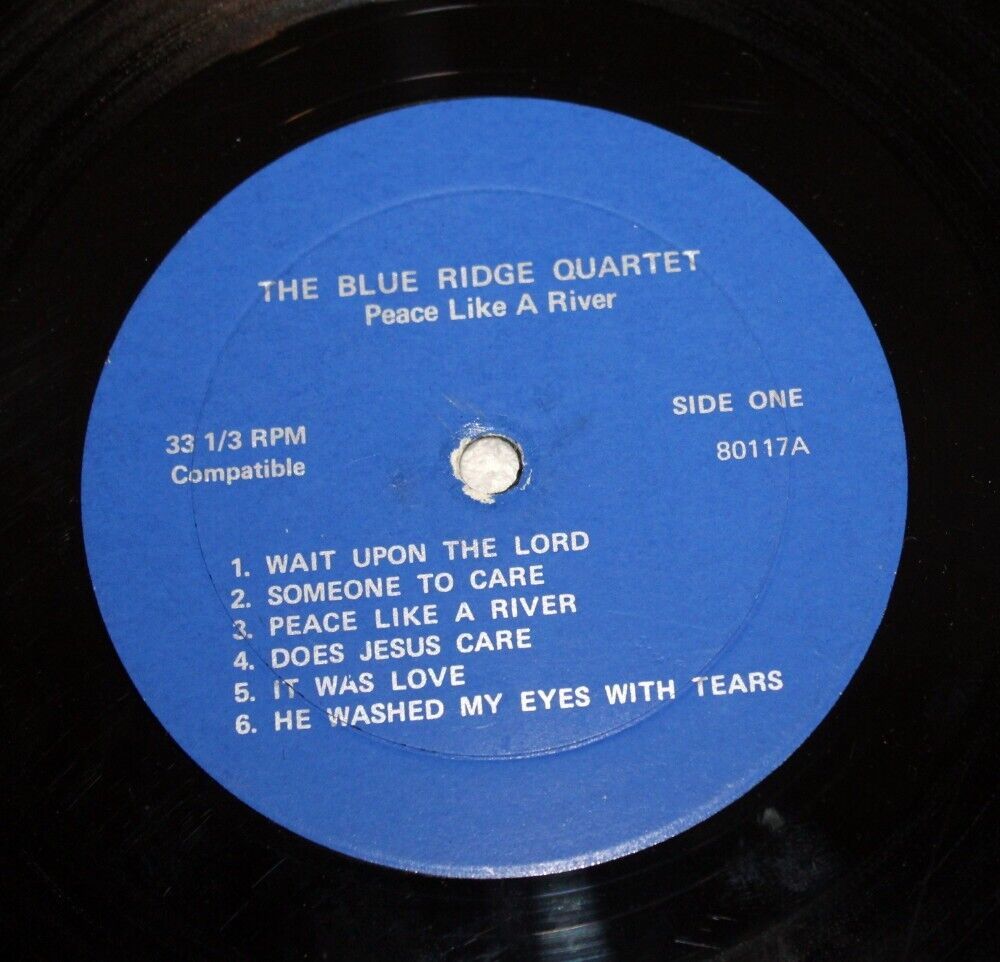 THE BLUE RIDGE QUARTET
Peace Like A River
SIDE ONE
80117A
33 1/3 RPM
Compatible
1. WAIT UPON THE LORD
2. SOMEONE TO CARE
3. PEACE LIKE A RIVER
4. DOES JESUS CARE
5. IT WAS LOVE
6. HE WASHED MY EYES WITH TEARS